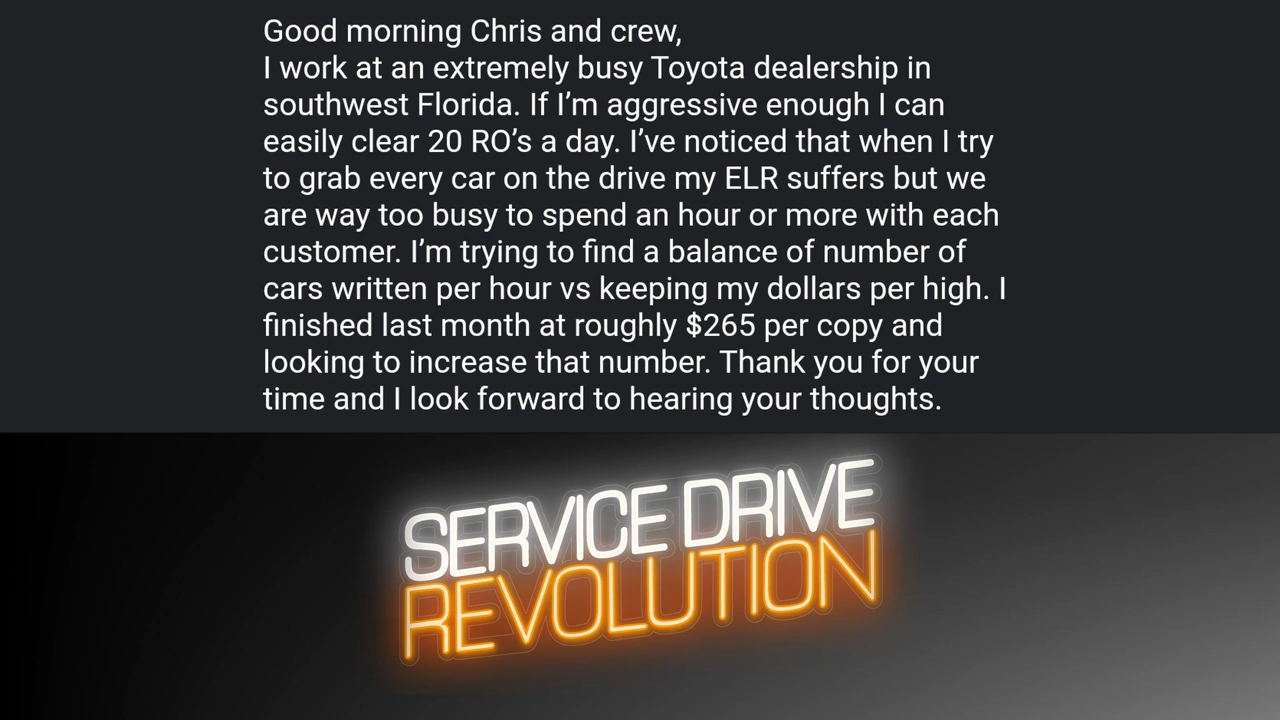 Good morning Chris and crew,
I work at an extremely busy Toyota dealership in
southwest Florida. If I’m aggressive enough I can
easily clear 20 RO’s a day. I’ve noticed that when I try
to grab every car on the drive my ELR suffers but we
are way too busy to spend an hour or more with each
customer. I’m trying to find a balance of number of
cars written per hour vs keeping my dollars per high. I
finished last month at roughly $265 per copy and
looking to increase that number. Thank you for your
time and I look forward to hearing your thoughts.
SERVICE DRIVE
REVOLUTION